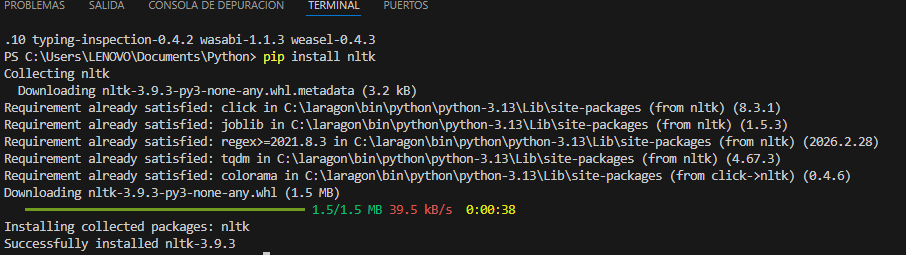 PROBLEMAS SALIDA CONSOLA DE DEPURACIÓN TERMINAL PUERTOS
.10 typing-inspection-0.4.2 wasabi-1.1.3 weasel-0.4.3
PS C:\Users\LENOVO\Documents\Python> pip install nltk
Collecting nltk
  Downloading nltk-3.9.3-py3-none-any.whl.metadata (3.2 kB)
Requirement already satisfied: click in C:\laragon\bin\python\python-3.13\Lib\site-packages (from nltk) (8.3.1)
Requirement already satisfied: joblib in C:\laragon\bin\python\python-3.13\Lib\site-packages (from nltk) (1.5.3)
Requirement already satisfied: regex>=2021.8.3 in C:\laragon\bin\python\python-3.13\Lib\site-packages (from nltk) (2026.2.28)
Requirement already satisfied: tqdm in C:\laragon\bin\python\python-3.13\Lib\site-packages (from nltk) (4.67.3)
Requirement already satisfied: colorama in C:\laragon\bin\python\python-3.13\Lib\site-packages (from click->nltk) (0.4.6)
Downloading nltk-3.9.3-py3-none-any.whl (1.5 MB)
1.5/1.5 MB 39.5 kB/s 0:00:38
Installing collected packages: nltk
Successfully installed nltk-3.9.3